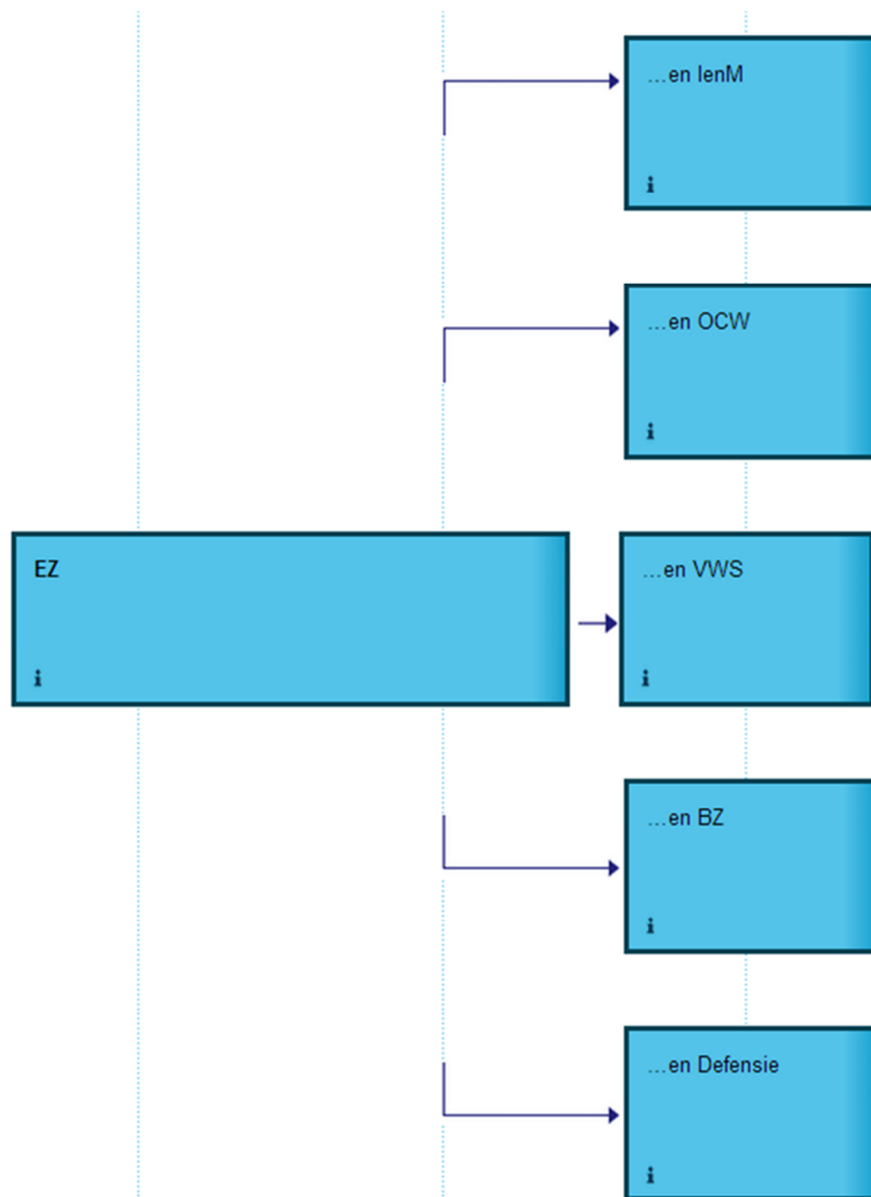 ...en IenM
i
...en OCW
i
EZ
i
...en VWS
i
...en BZ
i
...en Defensie
i